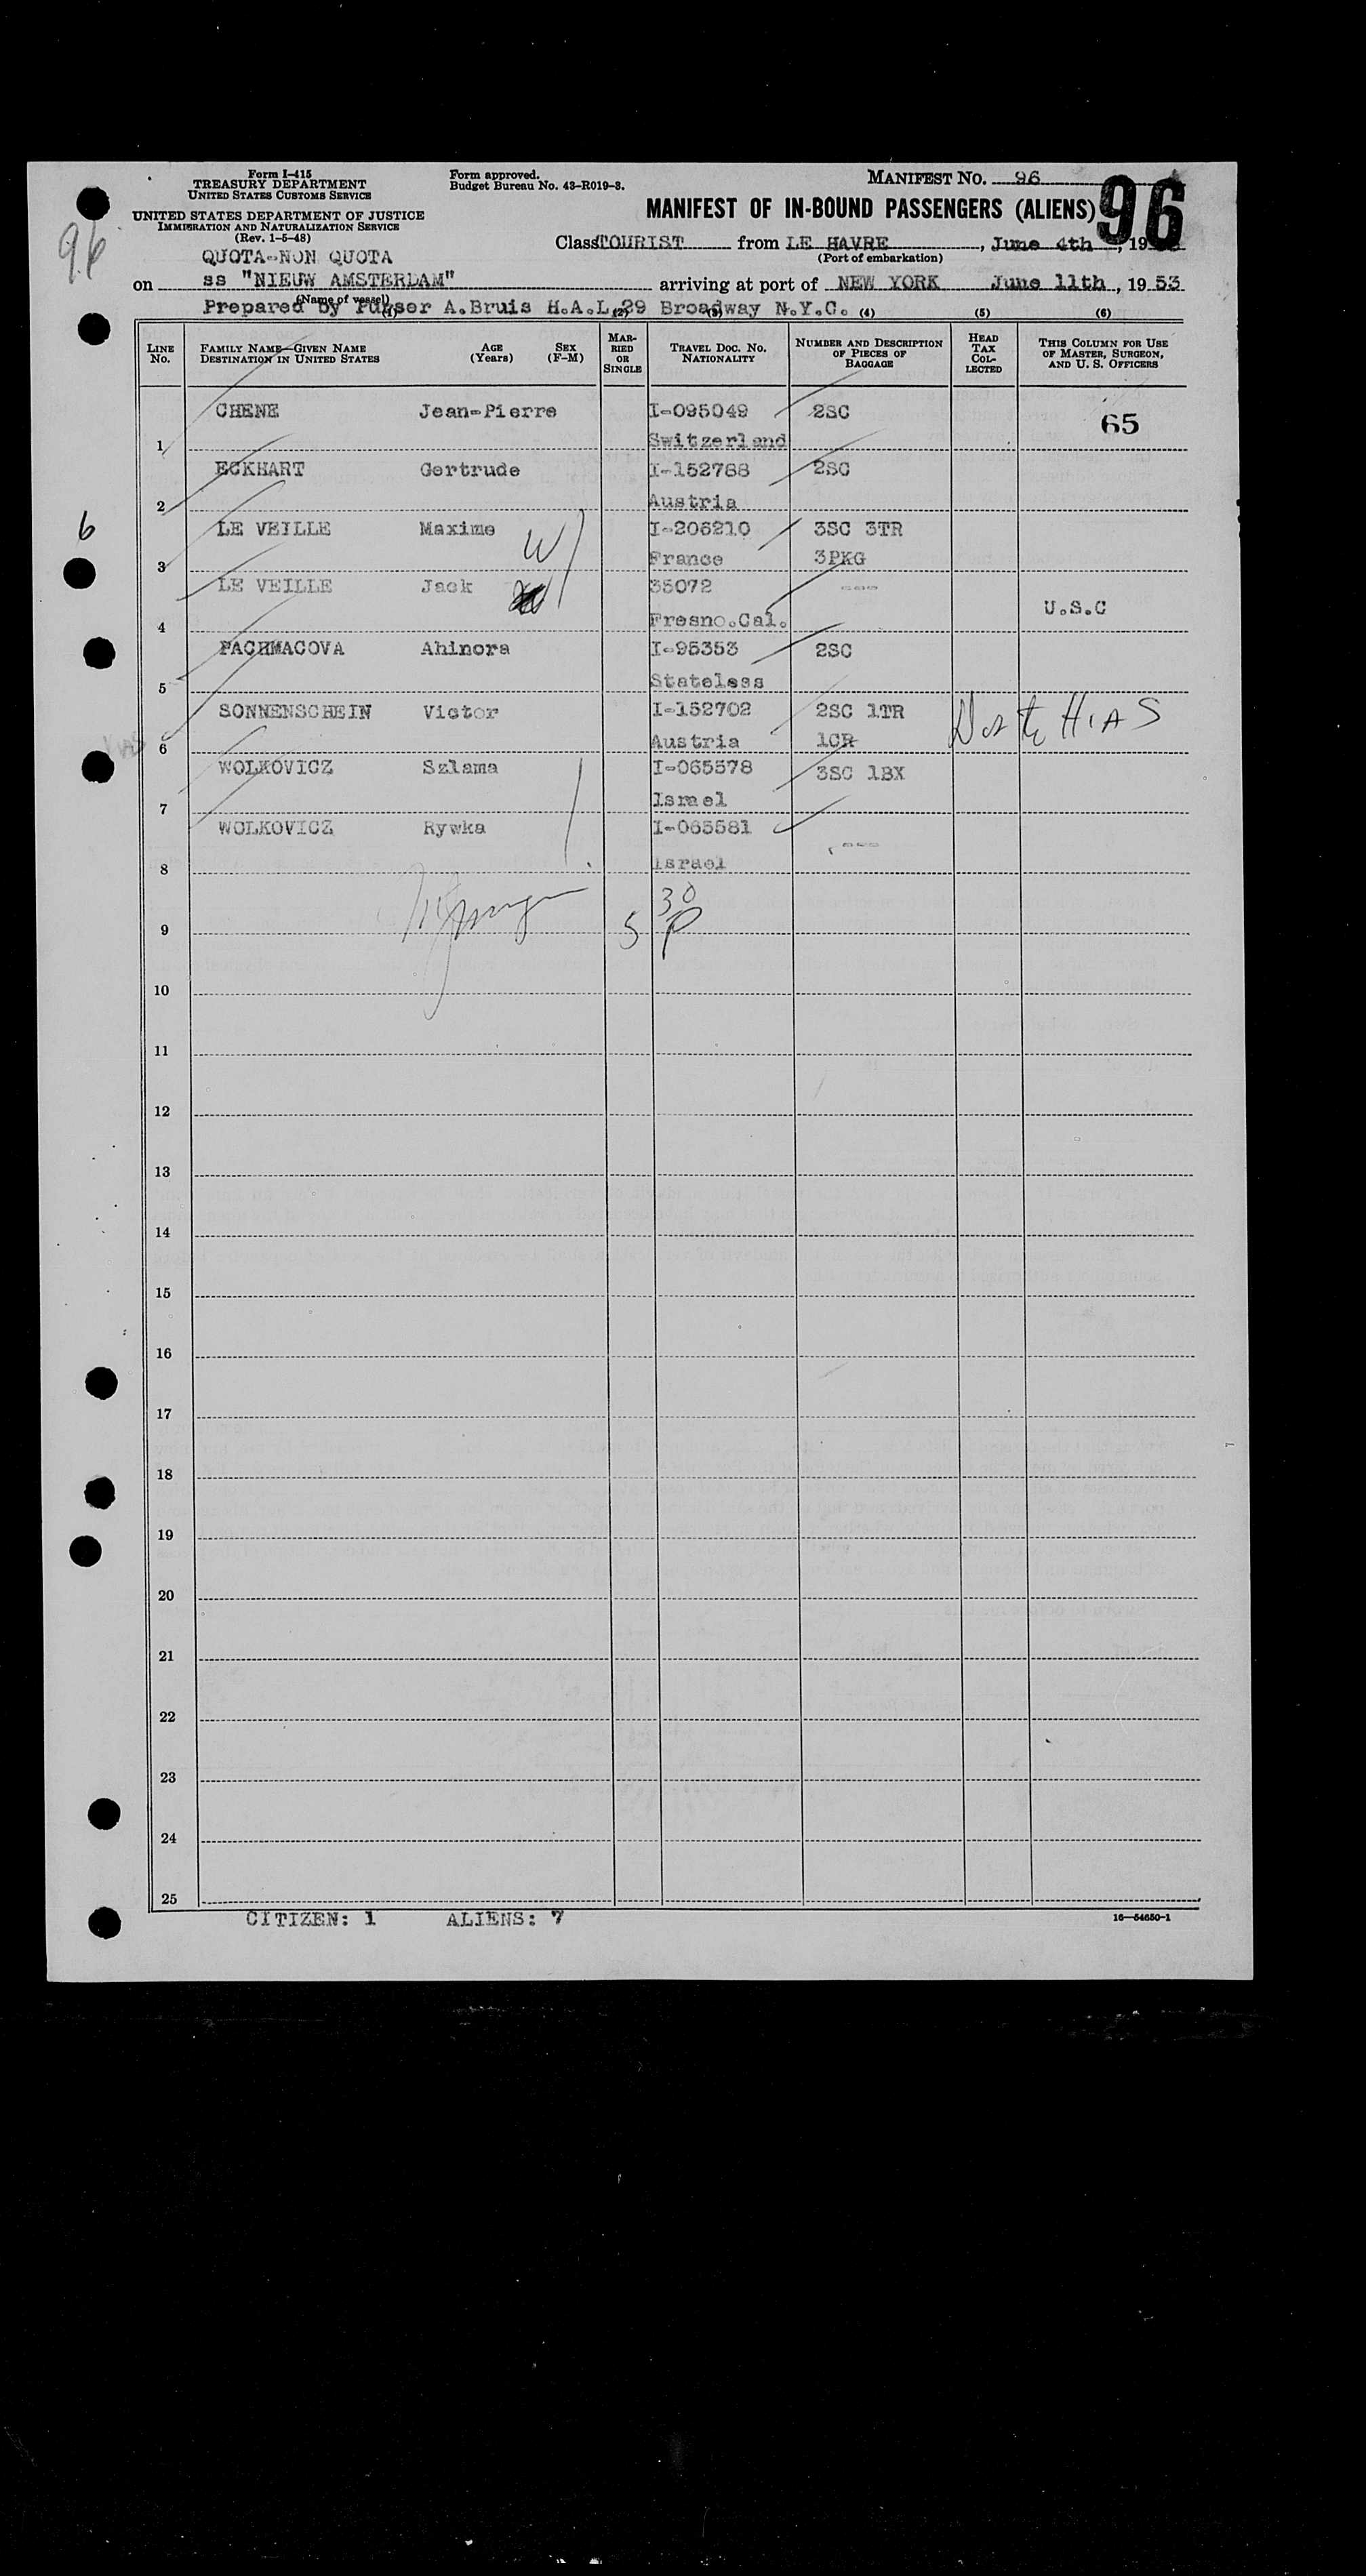 Form I-415
TREASURY DEPARTMENT
UNITED STATES CUSTOMS SERVICE
UNITED STATES DEPARTMENT OF JUSTICE
IMMIGRATION AND NATURALIZATION SERVICE
(Rev. 1-5-48)
Form approved.
Budget Bureau No. 43-R019-3.
MANIFEST NO. 96
96
96
MANIFEST OF IN-BOUND PASSENGERS (ALIENS)
QUOTA-NON QUOTA
Class TOURIST from LE HAVRE, June 4th, 19
(Port of embarkation)
on ss "NIEUW AMSTERDAM" arriving at port of NEW YORK June 11th, 1953
(Name of vessel)
Prepared by Purser A.Bruis H.A.L. 29 Broadway N.Y.C.
(1) (2) (3) (4) (5) (6)
LINE No. FAMILY NAME—GIVEN NAME DESTINATION IN UNITED STATES AGE (Years) SEX (F-M) MARRIED OR SINGLE TRAVEL DOC. NO. NATIONALITY NUMBER AND DESCRIPTION OF PIECES OF BAGGAGE HEAD TAX COLLECTED THIS COLUMN FOR USE OF MASTER, SURGEON, AND U. S. OFFICERS
CHENE Jean-Pierre I-095049 2SC 65
1 Switzerland
ECKHART Gertrude I-152788 2SC
2 Austria
6
LE VEILLE Maxime I-206210 3SC 3TR
W
3 France 3PKG
LE VEILLE Jack 35072 ---
4 Fresno.Cal. U.S.C
PACHMACOVA Ahinora I-95353 2SC
5 Stateless
SONNENSCHEIN Victor I-152702 2SC 1TR HIAS
6 Austria 1CR
WOLKOVICZ Szlama I-065578 3SC 1BX
7 Israel
WOLKOVICZ Rywka I-065581 ---
8 Israel
30
9 S P
10
11
12
13
14
15
16
17
18
19
20
21
22
23
24
25
CITIZEN: 1 ALIENS: 7
16—54650-1